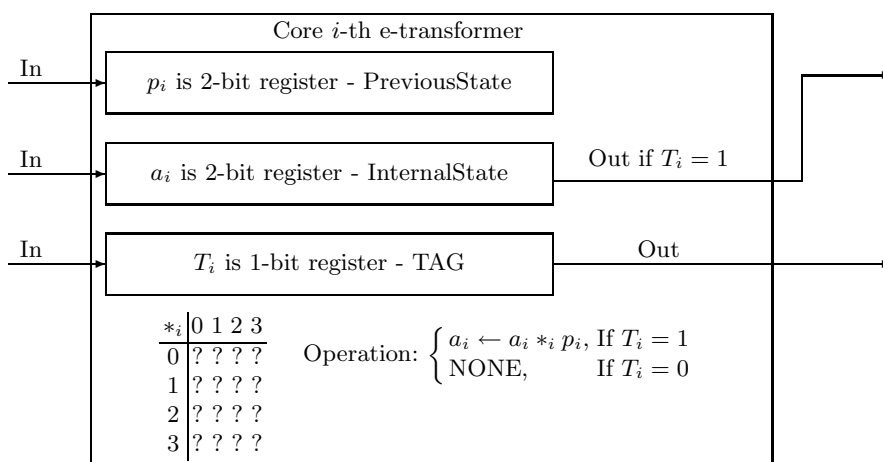 Core i-th e-transformer
In
p_i is 2-bit register - PreviousState
In
a_i is 2-bit register - InternalState
Out if T_i = 1
In
T_i is 1-bit register - TAG
Out
*_i 0 1 2 3
0 ? ? ? ?
1 ? ? ? ?
2 ? ? ? ?
3 ? ? ? ?
Operation: { a_i ← a_i *_i p_i, If T_i = 1
NONE, If T_i = 0